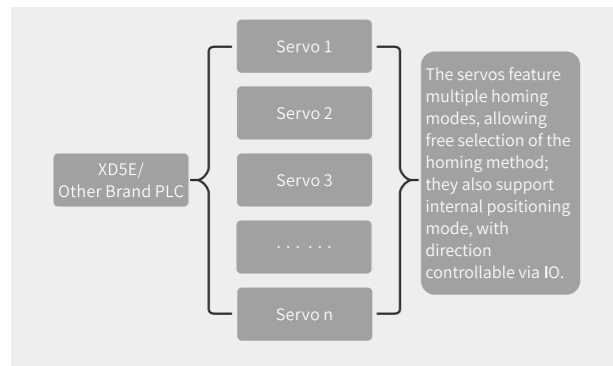 XD5E/
Other Brand PLC
Servo 1
Servo 2
Servo 3
......
Servo n
The servos feature
multiple homing
modes, allowing
free selection of the
homing method;
they also support
internal positioning
mode, with
direction
controllable via IO.